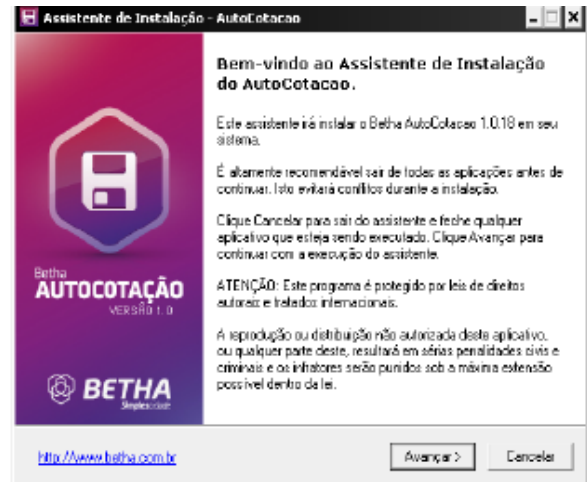 Assistente de Instalação - AutoCotacao
Bem-vindo ao Assistente de Instalação
do AutoCotacao.
Este assistente irá instalar o Betha AutoCotacao 1.0.18 em seu
sistema.
É altamente recomendável sair de todas as aplicações antes de
continuar. Isto evitará conflitos durante a instalação.
Clique Cancelar para sair do assistente e feche qualquer
aplicativo que esteja sendo executado. Clique Avançar para
continuar com a execução do assistente.
ATENÇÃO: Este programa é protegido por leis de direitos
autorais e tratados internacionais.
A reprodução ou distribuição não autorizada deste aplicativo,
ou qualquer parte deste, resultará em sérias penalidades civis e
criminais e os infratores serão punidos sob a máxima extensão
possível dentro da lei.
Betha
AUTOCOTAÇÃO
VERSÃO 1.0
BETHA
http://www.betha.com.br
Avançar >
Cancelar